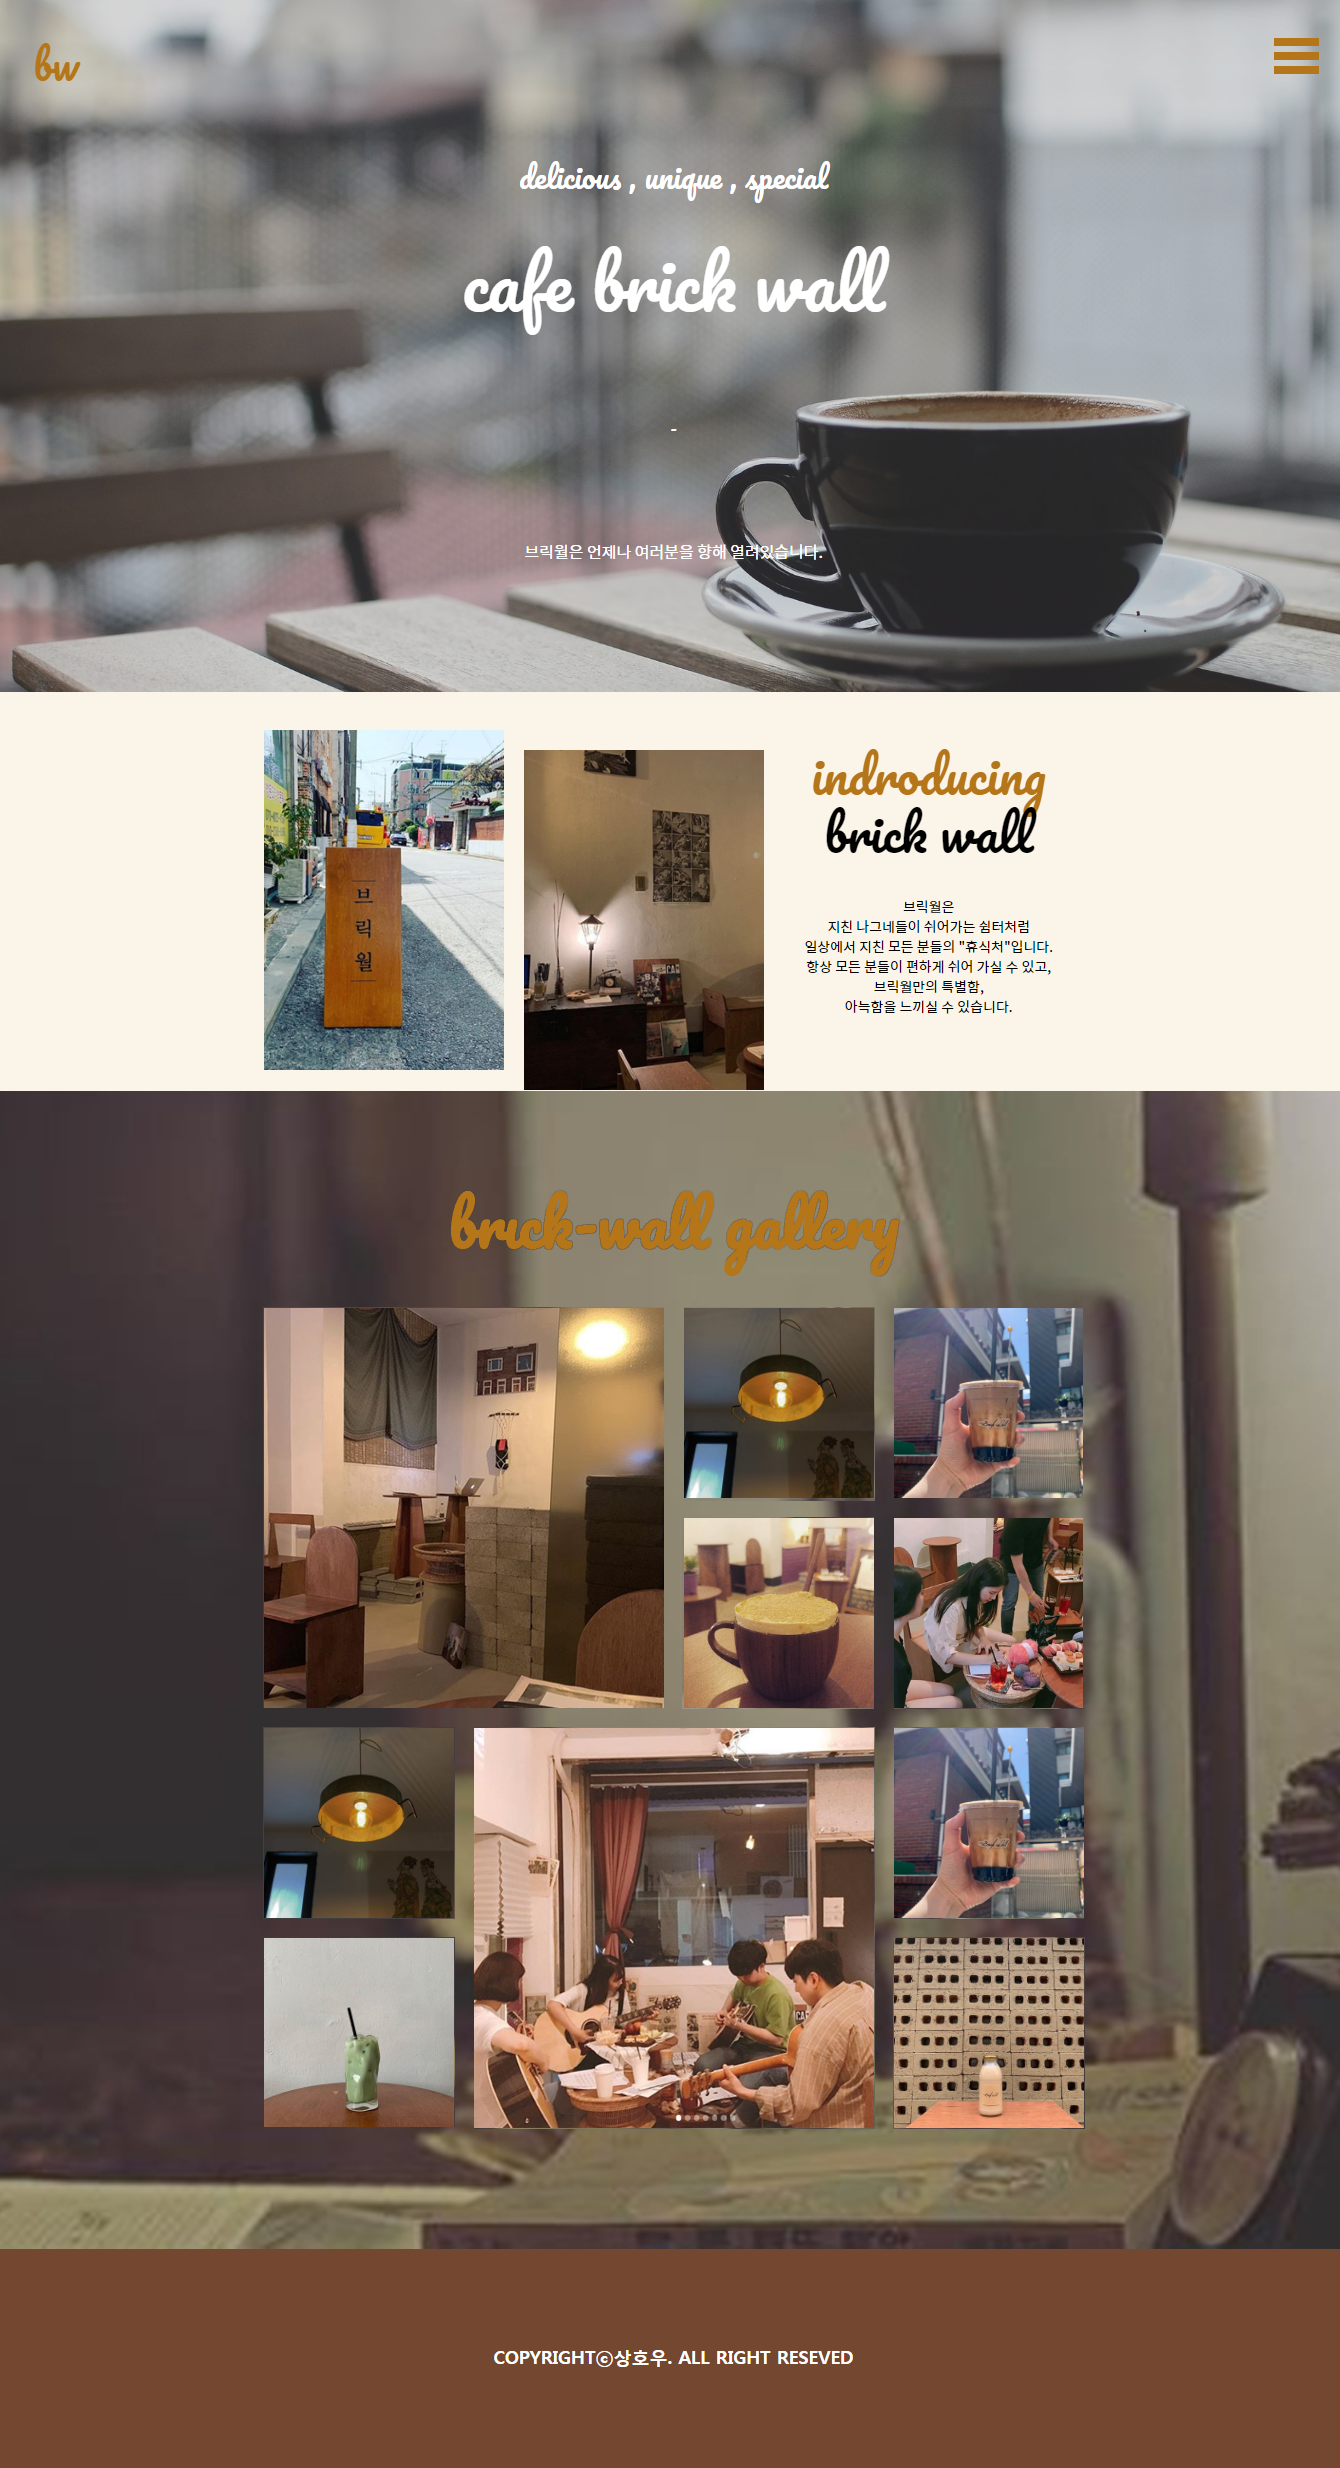 bw
delicious , unique , special
cafe brick wall
-
브릭월은 언제나 여러분을 향해 열려있습니다.
브
릭
월
indroducing
brick wall
브릭월은
지친 나그네들이 쉬어가는 쉼터처럼
일상에서 지친 모든 분들의 "휴식처"입니다.
항상 모든 분들이 편하게 쉬어 가실 수 있고,
브릭월만의 특별함,
아늑함을 느끼실 수 있습니다.
brick-wall gallery
COPYRIGHTⓒ상호우. ALL RIGHT RESEVED